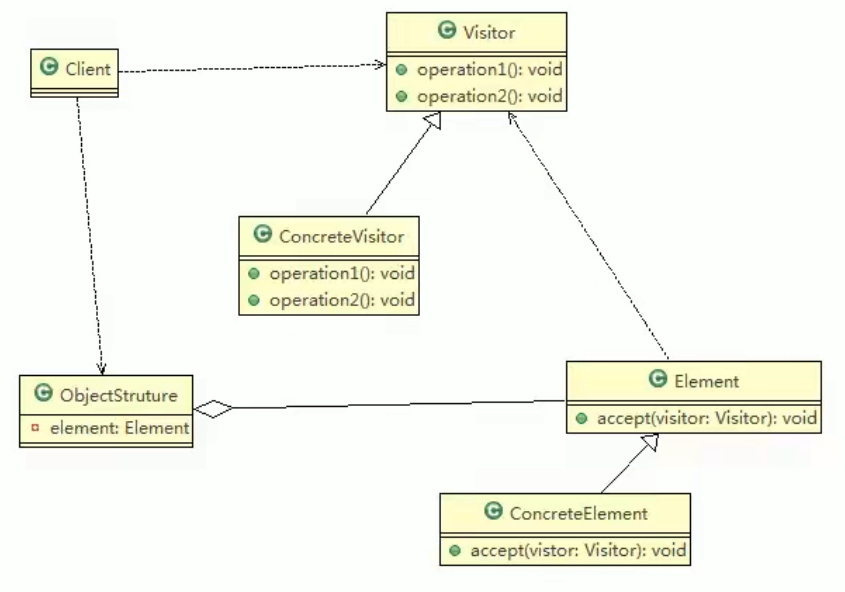 Visitor
operation1(): void
operation2(): void
Client
ConcreteVisitor
operation1(): void
operation2(): void
ObjectStruture
element: Element
Element
accept(visitor: Visitor): void
ConcreteElement
accept(vistor: Visitor): void